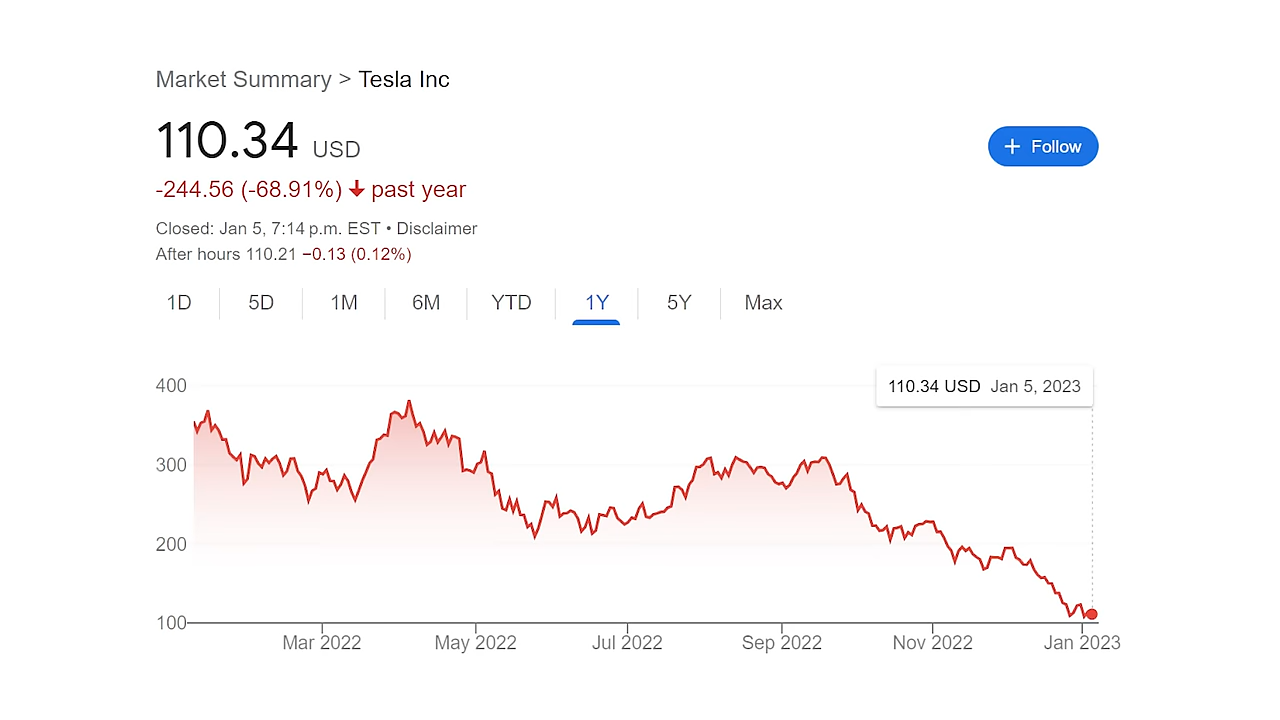 Market Summary > Tesla Inc
110.34 USD
+ Follow
-244.56 (-68.91%) ↓ past year
Closed: Jan 5, 7:14 p.m. EST • Disclaimer
After hours 110.21 −0.13 (0.12%)
1D 5D 1M 6M YTD 1Y 5Y Max
400
110.34 USD Jan 5, 2023
300
200
100
Mar 2022 May 2022 Jul 2022 Sep 2022 Nov 2022 Jan 2023